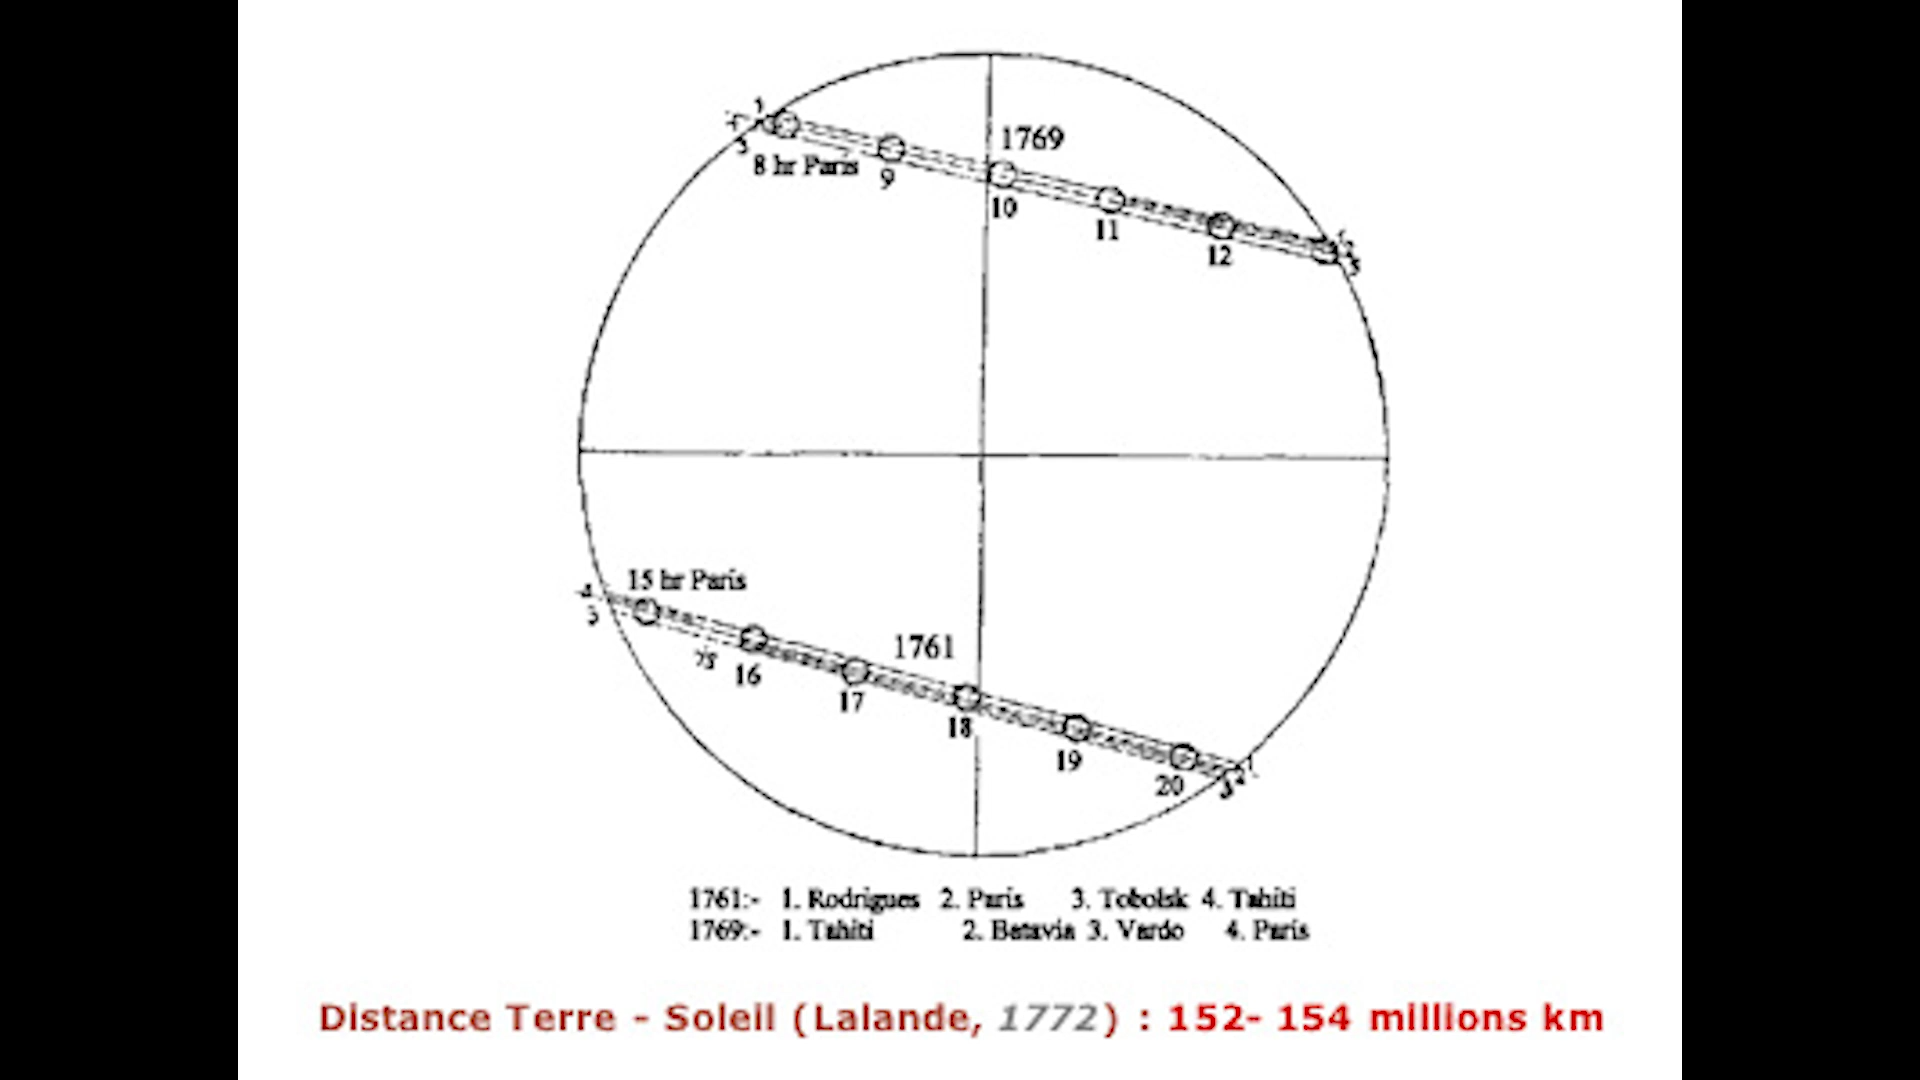 1769
8 hr Paris
9
10
11
12
15 hr Paris
1761
16
17
18
19
20
1761:- 1. Rodrigues 2. Paris 3. Tobolsk 4. Tahiti
1769:- 1. Tahiti 2. Batavia 3. Vardo 4. Paris
Distance Terre - Soleil (Lalande, 1772) : 152- 154 millions km